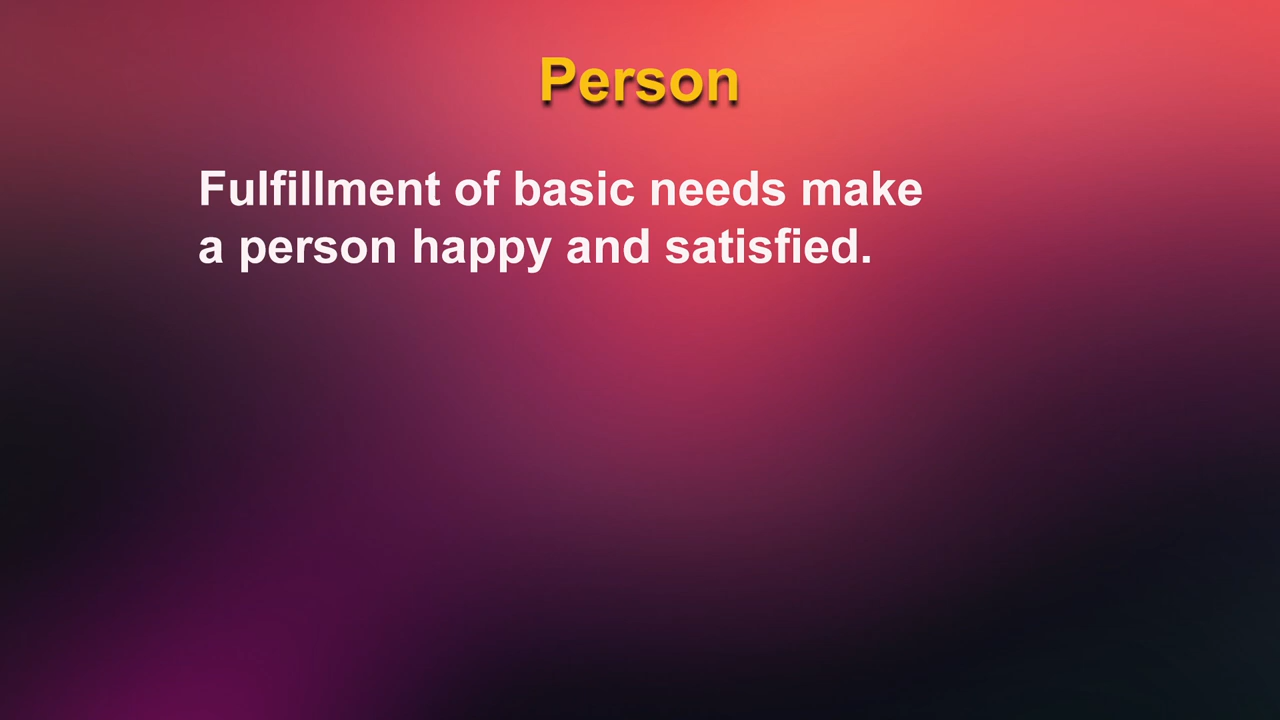 Person
Fulfillment of basic needs make
a person happy and satisfied.